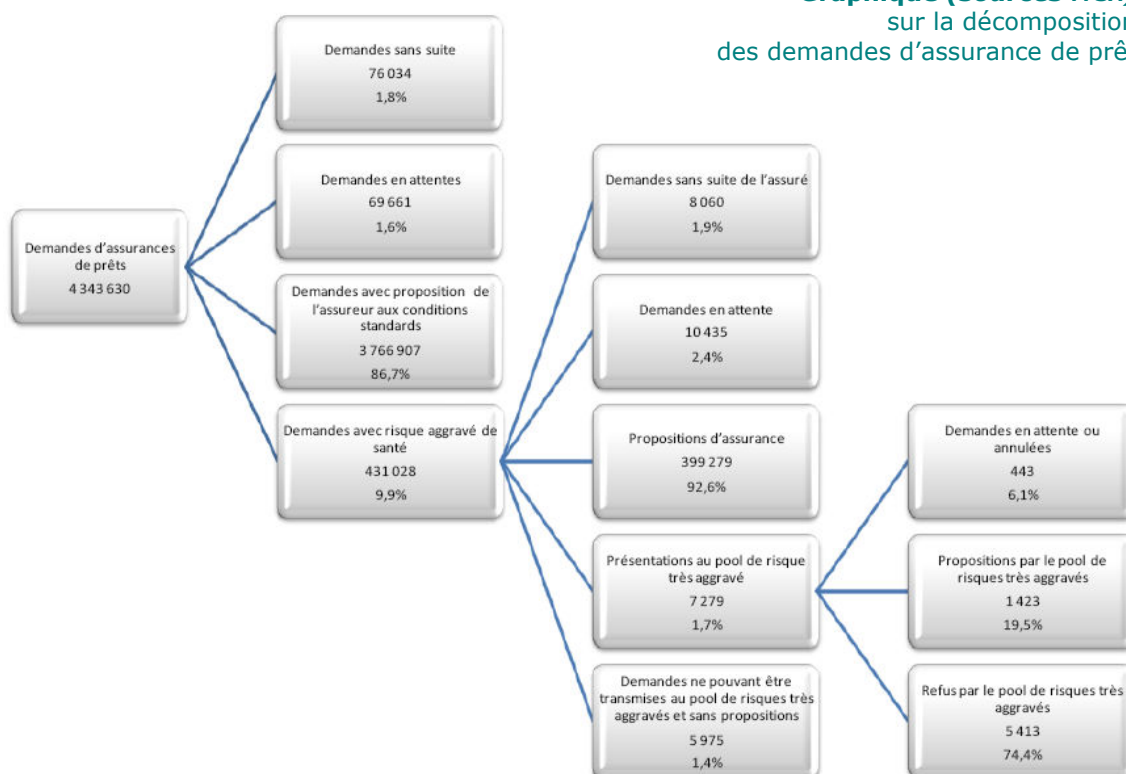 sur la décomposition
des demandes d'assurance de prê
Demandes sans suite
76 034
1,8%
Demandes en attentes
69 661
1,6%
Demandes d'assurances
de prêts
4 343 630
Demandes avec proposition de
l'assureur aux conditions
standards
3 766 907
86,7%
Demandes avec risque aggravé de
santé
431 028
9,9%
Demandes sans suite de l'assuré
8 060
1,9%
Demandes en attente
10 435
2,4%
Propositions d'assurance
399 279
92,6%
Présentations au pool de risque
très aggravé
7 279
1,7%
Demandes ne pouvant être
transmises au pool de risques très
aggravés et sans propositions
5 975
1,4%
Demandes en attente ou
annulées
443
6,1%
Propositions par le pool de
risques très aggravés
1 423
19,5%
Refus par le pool de risques très
aggravés
5 413
74,4%